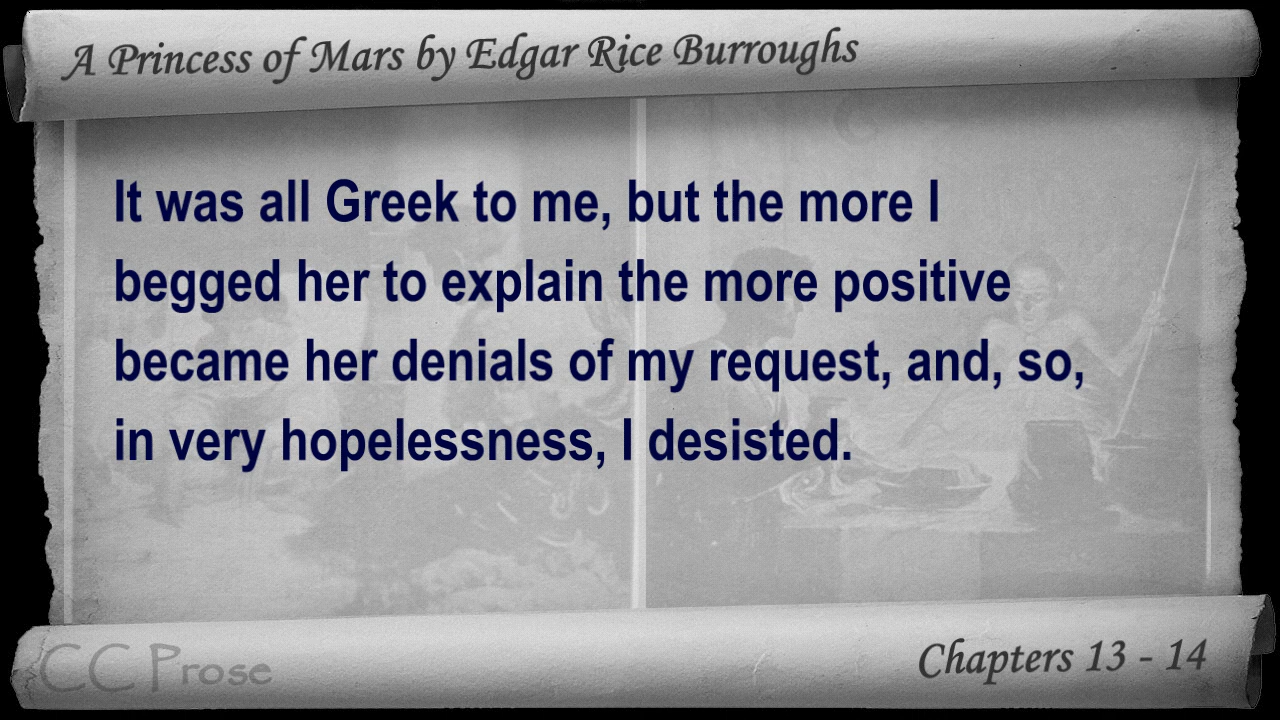 A Princess of Mars by Edgar Rice Burroughs
It was all Greek to me, but the more I
begged her to explain the more positive
became her denials of my request, and, so,
in very hopelessness, I desisted.
CC Prose
Chapters 13 - 14